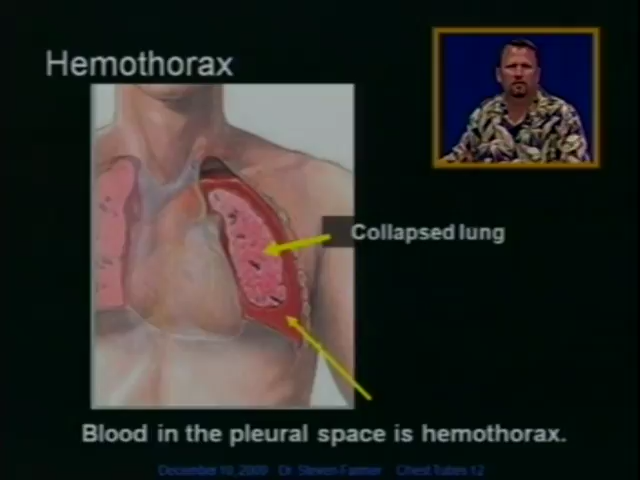 Hemothorax
Collapsed lung
Blood in the pleural space is hemothorax.
December 10, 2009 Dr. Steven Farmer Chest Tubes 12